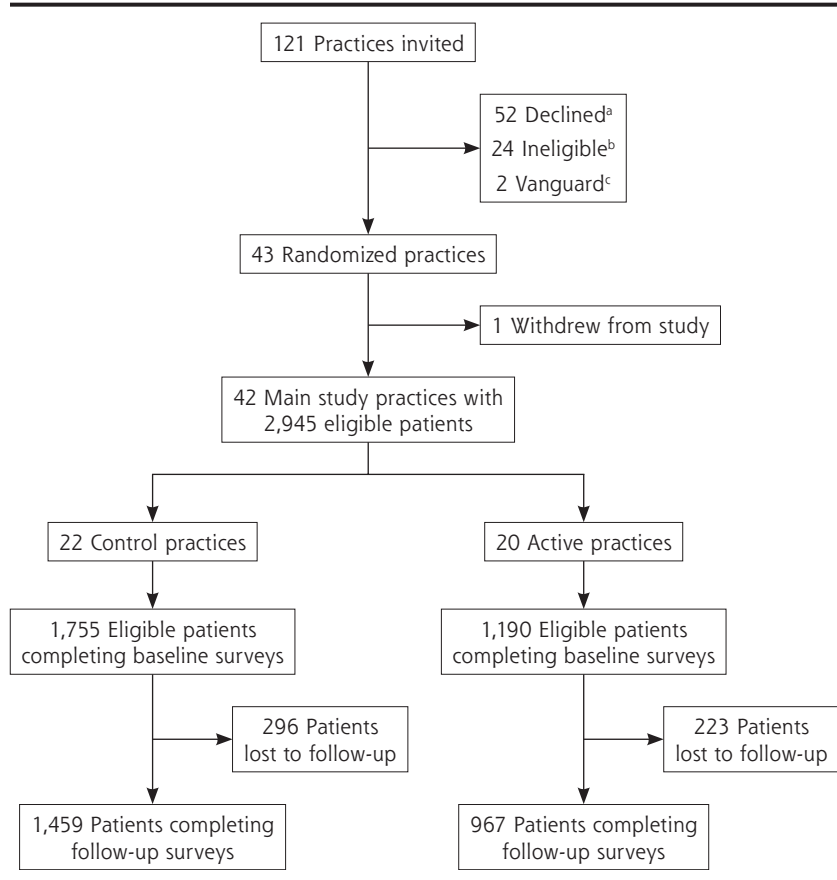 121 Practices invited
52 Declinedᵃ
24 Ineligibleᵇ
2 Vanguardᶜ
43 Randomized practices
1 Withdrew from study
42 Main study practices with
2,945 eligible patients
22 Control practices
20 Active practices
1,755 Eligible patients
completing baseline surveys
1,190 Eligible patients
completing baseline surveys
296 Patients
lost to follow-up
223 Patients
lost to follow-up
1,459 Patients completing
follow-up surveys
967 Patients completing
follow-up surveys